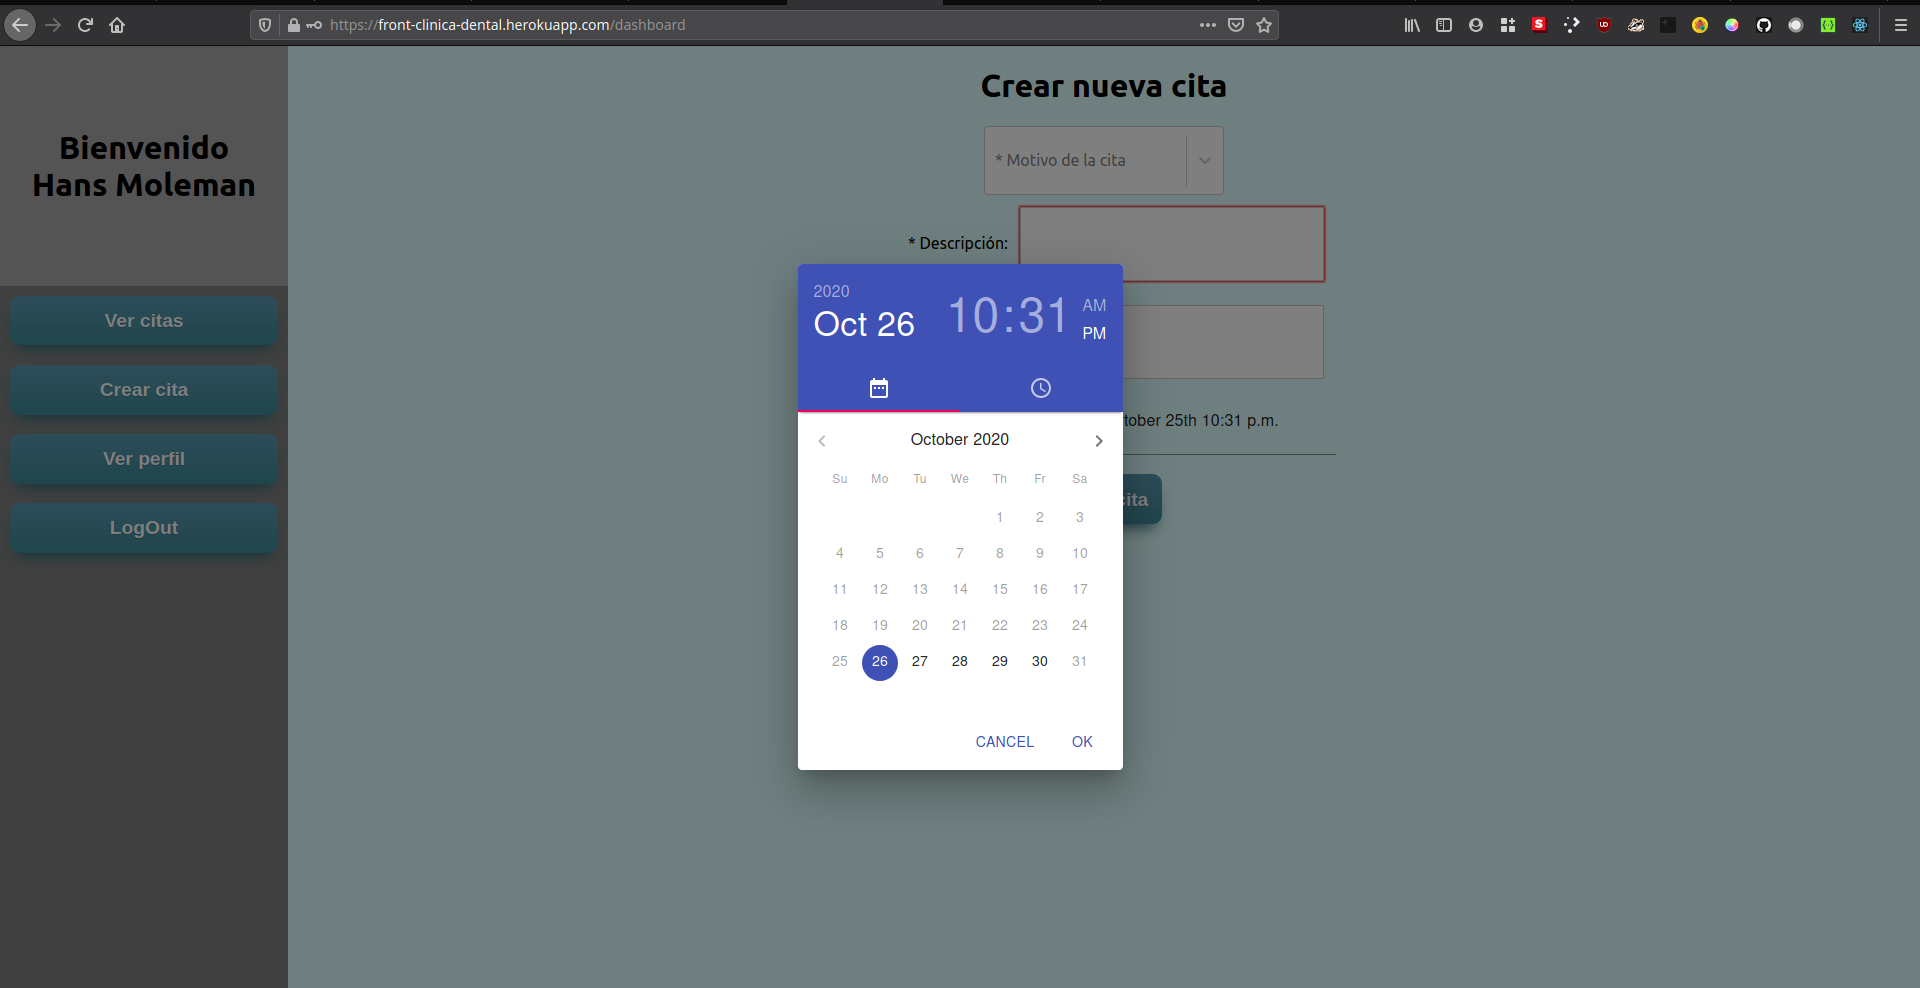 https://front-clinica-dental.herokuapp.com/dashboard
Bienvenido
Hans Moleman
Ver citas
Crear cita
Ver perfil
LogOut
Crear nueva cita
* Motivo de la cita
* Descripción:
2020
Oct 26
10:31
AM
PM
tober 25th 10:31 p.m.
cita
October 2020
Su Mo Tu We Th Fr Sa
1 2 3
4 5 6 7 8 9 10
11 12 13 14 15 16 17
18 19 20 21 22 23 24
25 26 27 28 29 30 31
CANCEL OK